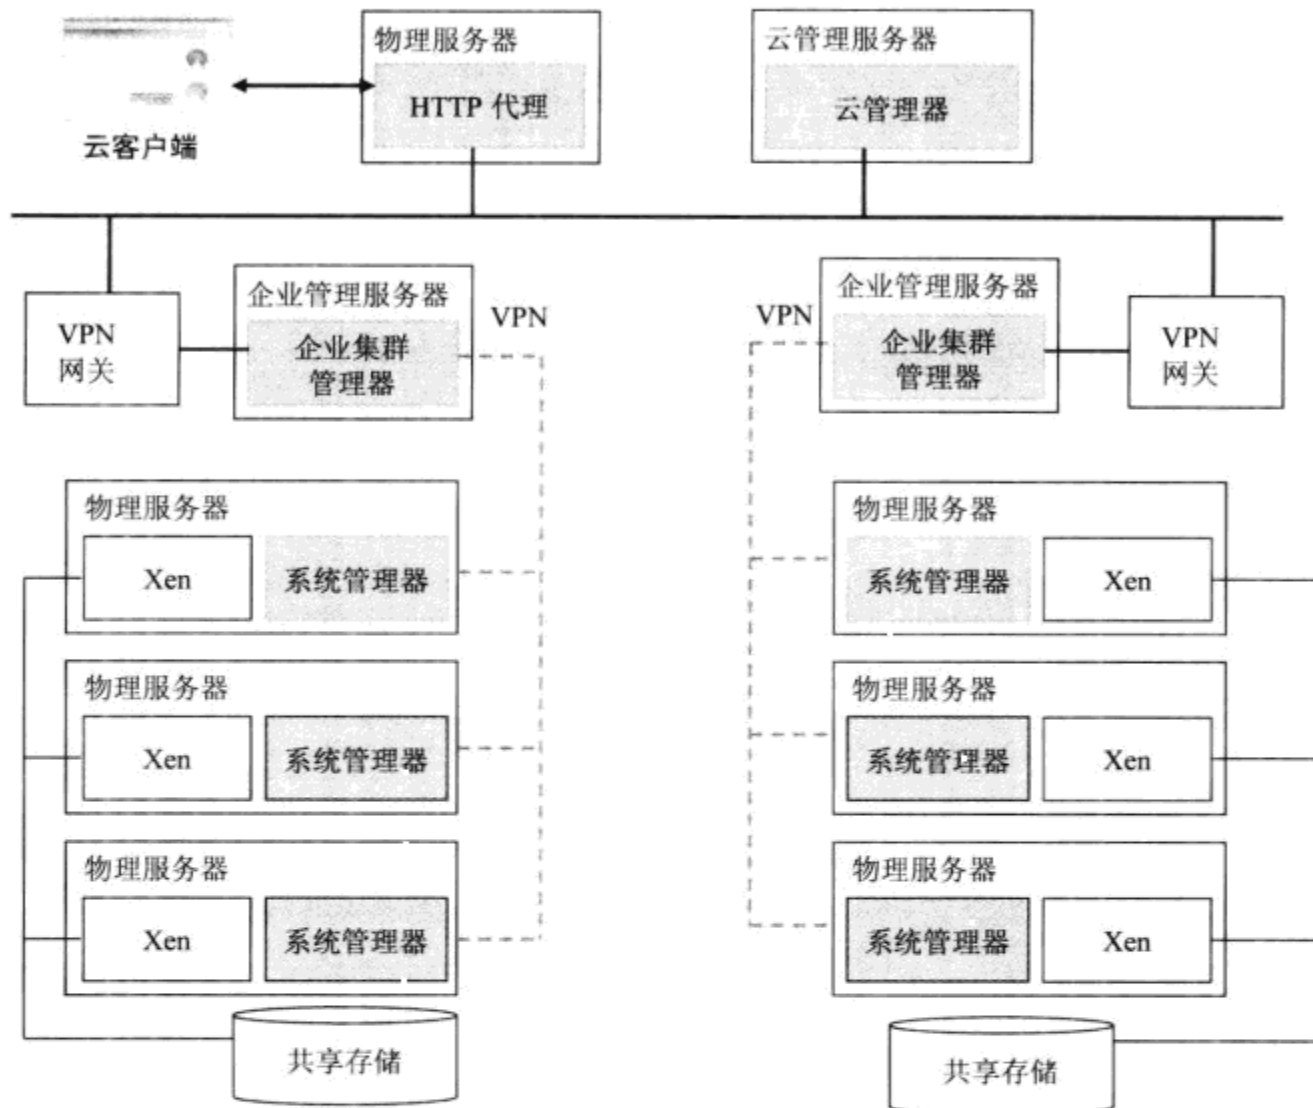 物理服务器
云管理服务器
HTTP 代理
云管理器
云客户端
企业管理服务器
企业管理服务器
VPN
网关
企业集群
管理器
VPN
VPN
企业集群
管理器
VPN
网关
物理服务器
Xen
系统管理器
物理服务器
系统管理器
Xen
物理服务器
Xen
系统管理器
物理服务器
系统管理器
Xen
物理服务器
Xen
系统管理器
物理服务器
系统管理器
Xen
共享存储
共享存储